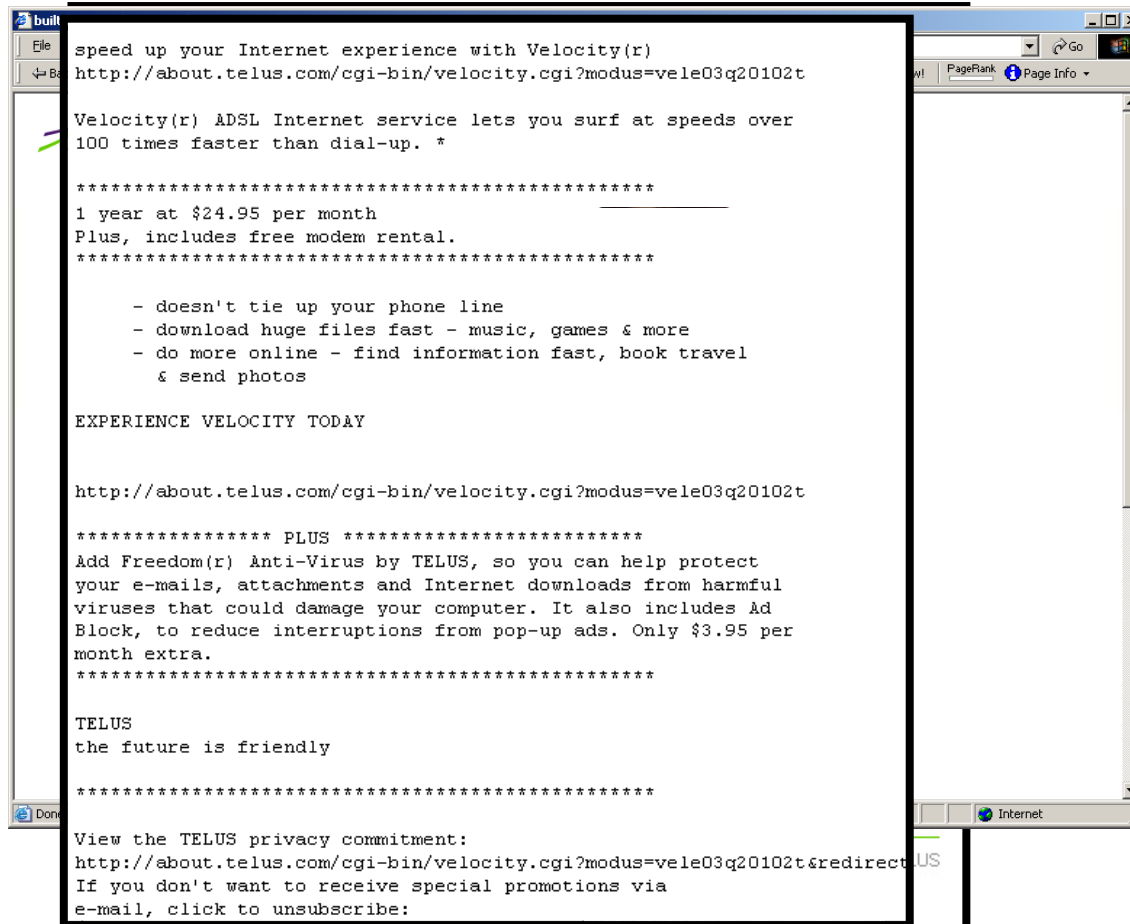 built
File
Go
Ba
w!
PageRank
Page Info
speed up your Internet experience with Velocity(r)
http://about.telus.com/cgi-bin/velocity.cgi?modus=vele03q20102t
Velocity(r) ADSL Internet service lets you surf at speeds over
100 times faster than dial-up. *
**************************************************
1 year at $24.95 per month
Plus, includes free modem rental.
**************************************************
- doesn't tie up your phone line
- download huge files fast - music, games & more
- do more online - find information fast, book travel
& send photos
EXPERIENCE VELOCITY TODAY
http://about.telus.com/cgi-bin/velocity.cgi?modus=vele03q20102t
***************** PLUS **************************
Add Freedom(r) Anti-Virus by TELUS, so you can help protect
your e-mails, attachments and Internet downloads from harmful
viruses that could damage your computer. It also includes Ad
Block, to reduce interruptions from pop-up ads. Only $3.95 per
month extra.
**************************************************
TELUS
the future is friendly
**************************************************
Done
Internet
View the TELUS privacy commitment:
http://about.telus.com/cgi-bin/velocity.cgi?modus=vele03q20102t&redirect
LUS
If you don't want to receive special promotions via
e-mail, click to unsubscribe: